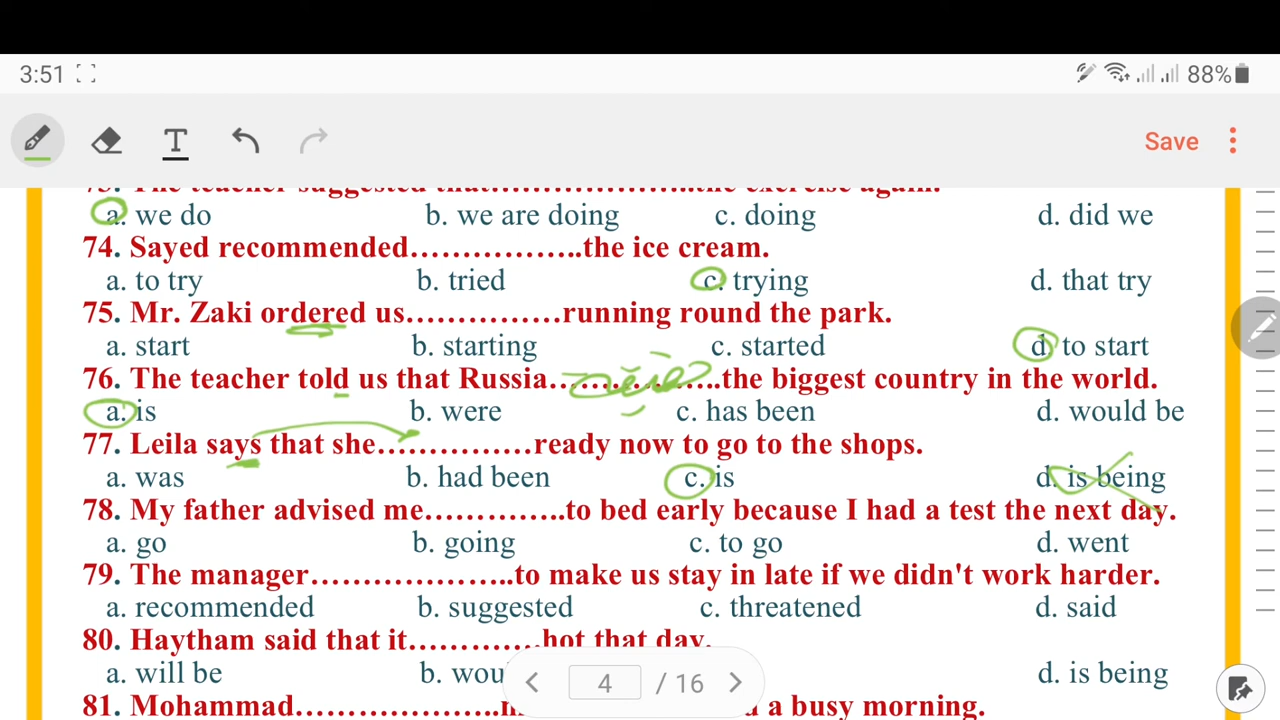 3:51 88%
T Save
a. we do b. we are doing c. doing d. did we
74. Sayed recommended………………..the ice cream.
a. to try b. tried c. trying d. that try
75. Mr. Zaki ordered us……………running round the park.
a. start b. starting c. started d. to start
76. The teacher told us that Russia………………..the biggest country in the world.
حقيقة
a. is b. were c. has been d. would be
77. Leila says that she……………ready now to go to the shops.
a. was b. had been c. is d. is being
78. My father advised me…………..to bed early because I had a test the next day.
a. go b. going c. to go d. went
79. The manager…………………..to make us stay in late if we didn't work harder.
a. recommended b. suggested c. threatened d. said
80. Haytham said that it………….hot that day.
a. will be b. d. is being
4 / 16
81. Mohammad………………….. a busy morning.